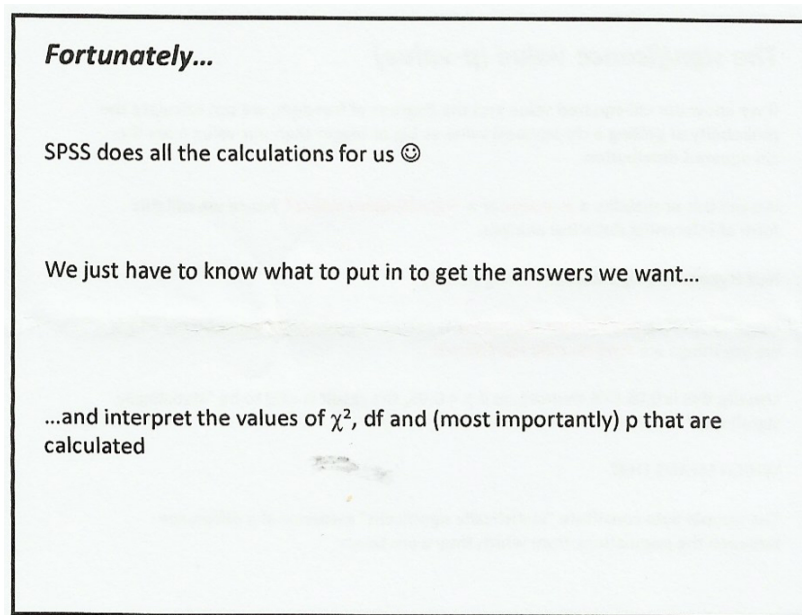 Fortunately...
SPSS does all the calculations for us ☺
We just have to know what to put in to get the answers we want...
...and interpret the values of χ², df and (most importantly) p that are
calculated